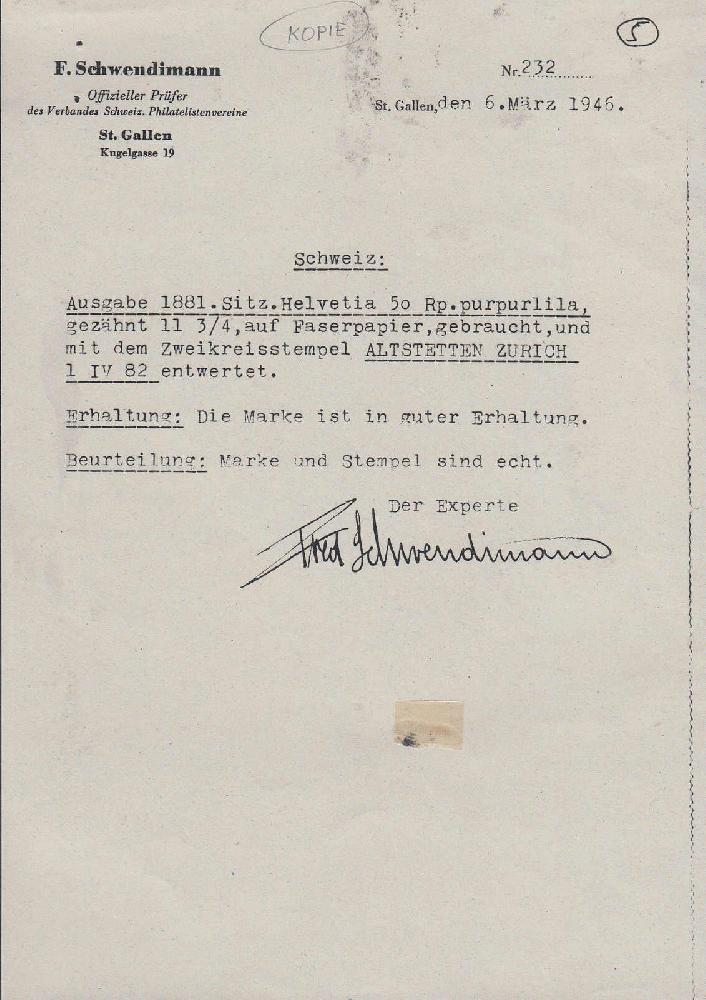 KOPIE
5
F. Schwendimann
Offizieller Prüfer
des Verbandes Schweiz. Philatelistenvereine
St. Gallen
Kugelgasse 19
Nr. 232
St. Gallen, den 6. März 1946.
Schweiz:
Ausgabe 1881. Sitz. Helvetia 5o Rp. purpurlila,
gezähnt 11 3/4, auf Faserpapier, gebraucht, und
mit dem Zweikreisstempel ALTSTETTEN ZURICH
1 IV 82 entwertet.
Erhaltung: Die Marke ist in guter Erhaltung.
Beurteilung: Marke und Stempel sind echt.
Der Experte
Fred Schwendimann